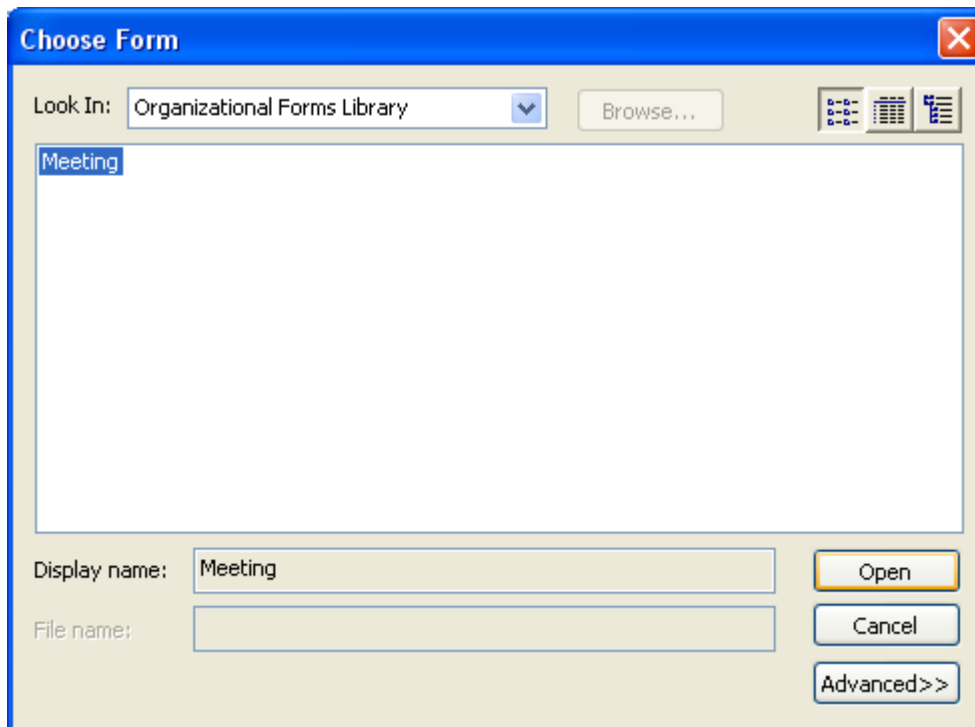 Choose Form
Look In: Organizational Forms Library Browse...
Meeting
Display name: Meeting Open
File name: Cancel
Advanced>>